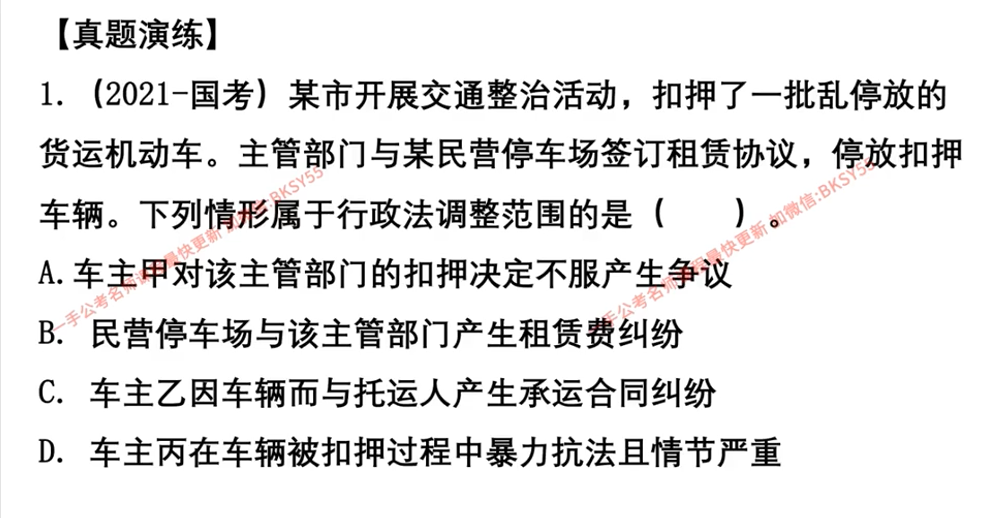 【真题演练】
1.（2021-国考）某市开展交通整治活动，扣押了一批乱停放的
货运机动车。主管部门与某民营停车场签订租赁协议，停放扣押
车辆。下列情形属于行政法调整范围的是（　　）。
A.车主甲对该主管部门的扣押决定不服产生争议
B. 民营停车场与该主管部门产生租赁费纠纷
C. 车主乙因车辆而与托运人产生承运合同纠纷
D. 车主丙在车辆被扣押过程中暴力抗法且情节严重
一手公考名师课程最快更新 加微信:BKSY55
一手公考名师课程最快更新 加微信:BKSY55